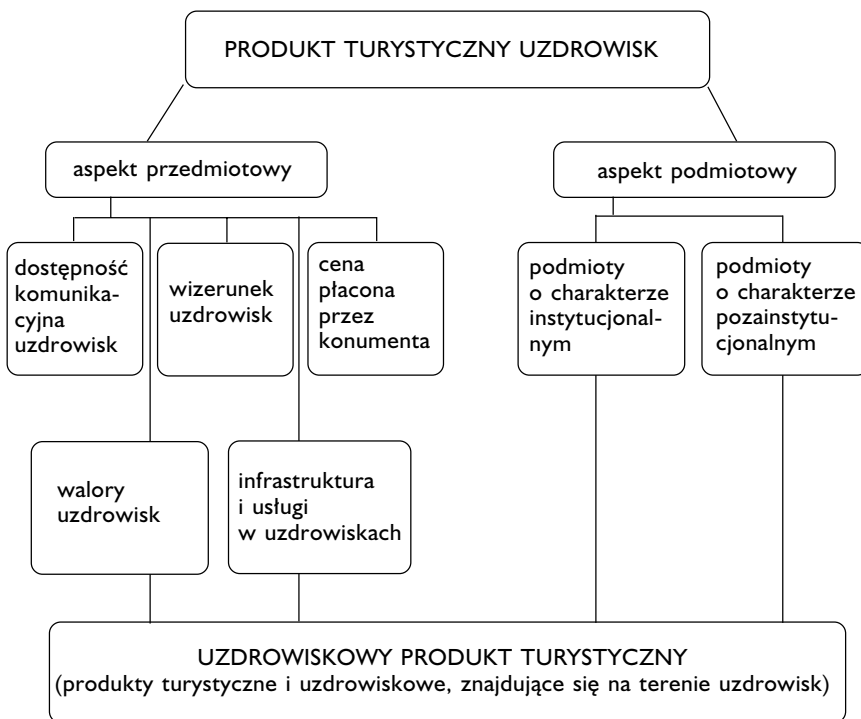 PRODUKT TURYSTYCZNY UZDROWISK
aspekt przedmiotowy
aspekt podmiotowy
dostępność
komunika-
cyjna
uzdrowisk
wizerunek
uzdrowisk
cena
płacona
przez
konumenta
podmioty
o charakterze
instytucjonal-
nym
podmioty
o charakterze
pozainstytu-
cjonalnym
walory
uzdrowisk
infrastruktura
i usługi
w uzdrowiskach
UZDROWISKOWY PRODUKT TURYSTYCZNY
(produkty turystyczne i uzdrowiskowe, znajdujące się na terenie uzdrowisk)